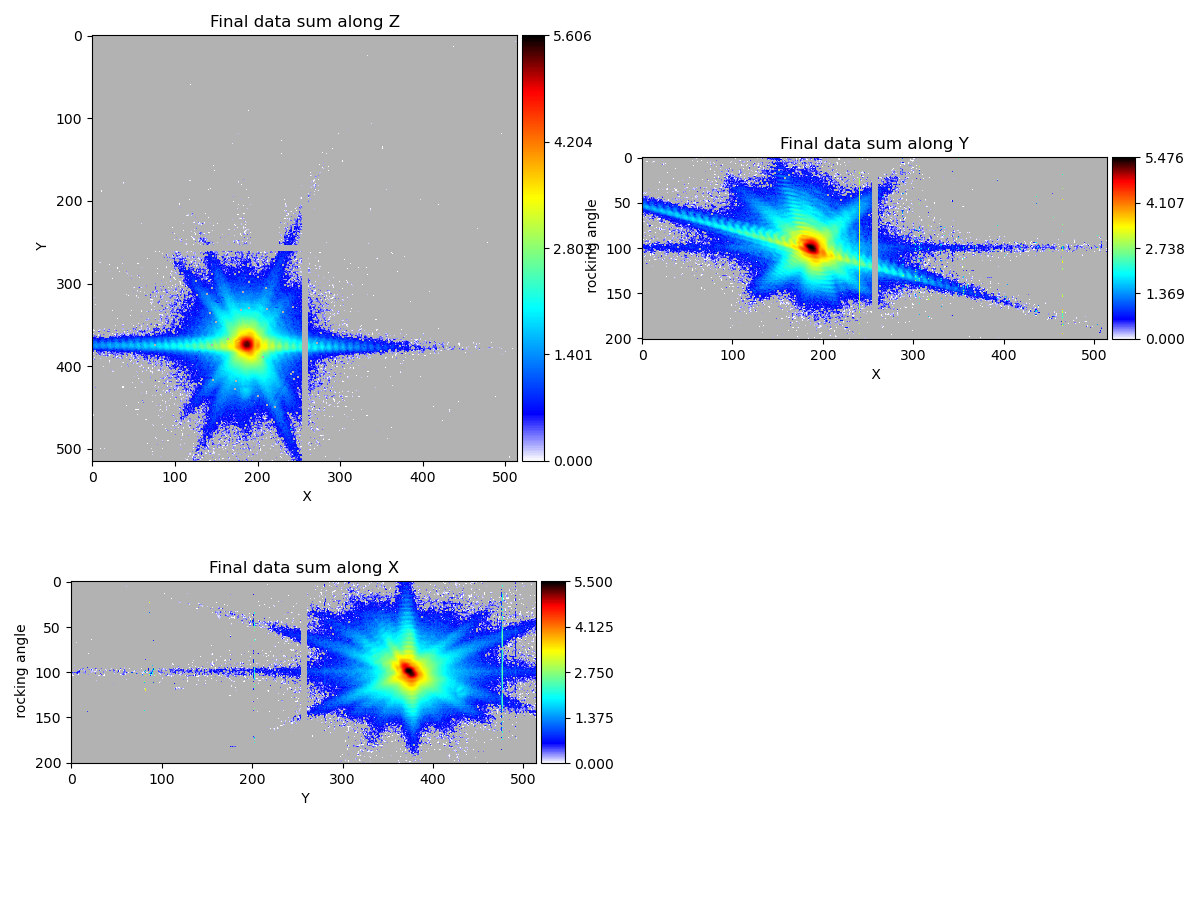 Final data sum along Z
0
100
200
300
400
500
Y
0 100 200 300 400 500
X
5.606
4.204
2.803
1.401
0.000
Final data sum along Y
0
50
100
150
200
rocking angle
0 100 200 300 400 500
X
5.476
4.107
2.738
1.369
0.000
Final data sum along X
0
50
100
150
200
rocking angle
0 100 200 300 400 500
Y
5.500
4.125
2.750
1.375
0.000